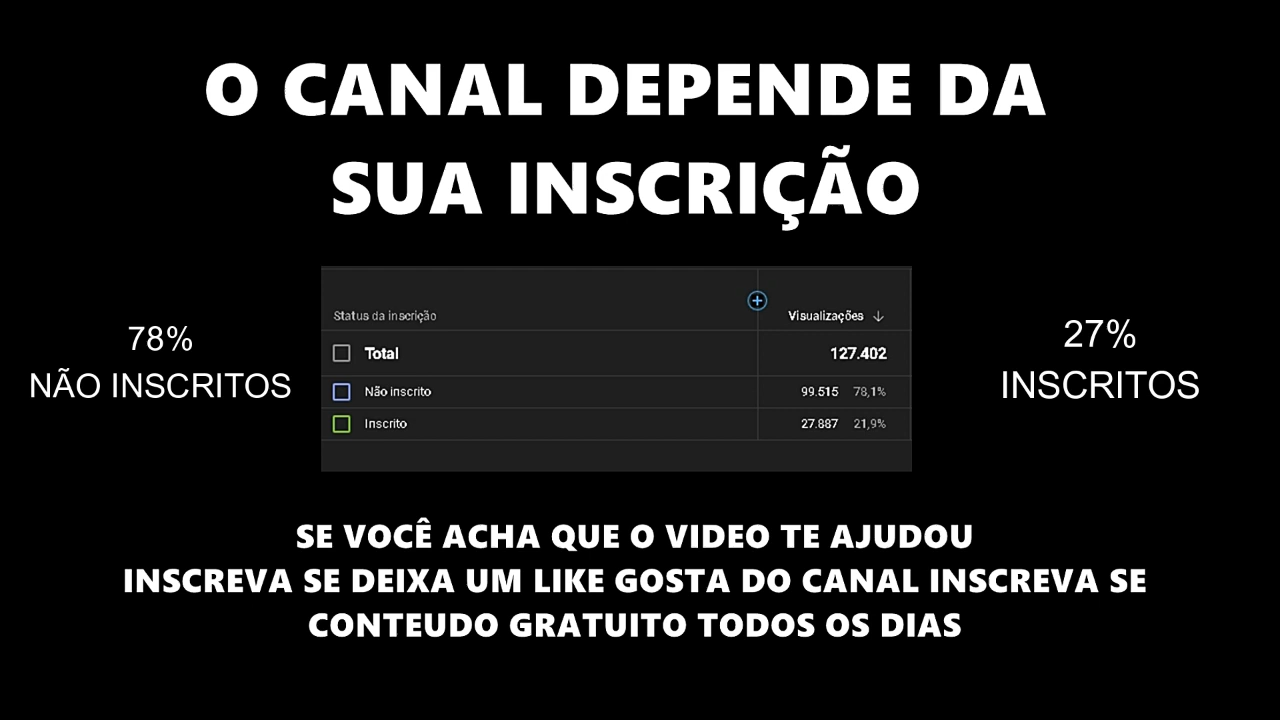 O CANAL DEPENDE DA
SUA INSCRIÇÃO
78%
NÃO INSCRITOS
Status da inscrição
Visualizações ↓
Total 127.402
Não inscrito 99.515 78,1%
Inscrito 27.887 21,9%
27%
INSCRITOS
SE VOCÊ ACHA QUE O VIDEO TE AJUDOU
INSCREVA SE DEIXA UM LIKE GOSTA DO CANAL INSCREVA SE
CONTEUDO GRATUITO TODOS OS DIAS